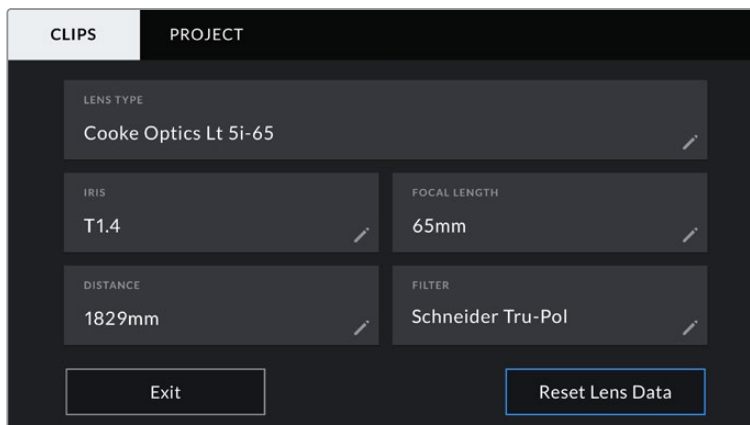 CLIPS PROJECT
LENS TYPE
Cooke Optics Lt 5i-65
IRIS
T1.4
FOCAL LENGTH
65mm
DISTANCE
1829mm
FILTER
Schneider Tru-Pol
Exit
Reset Lens Data